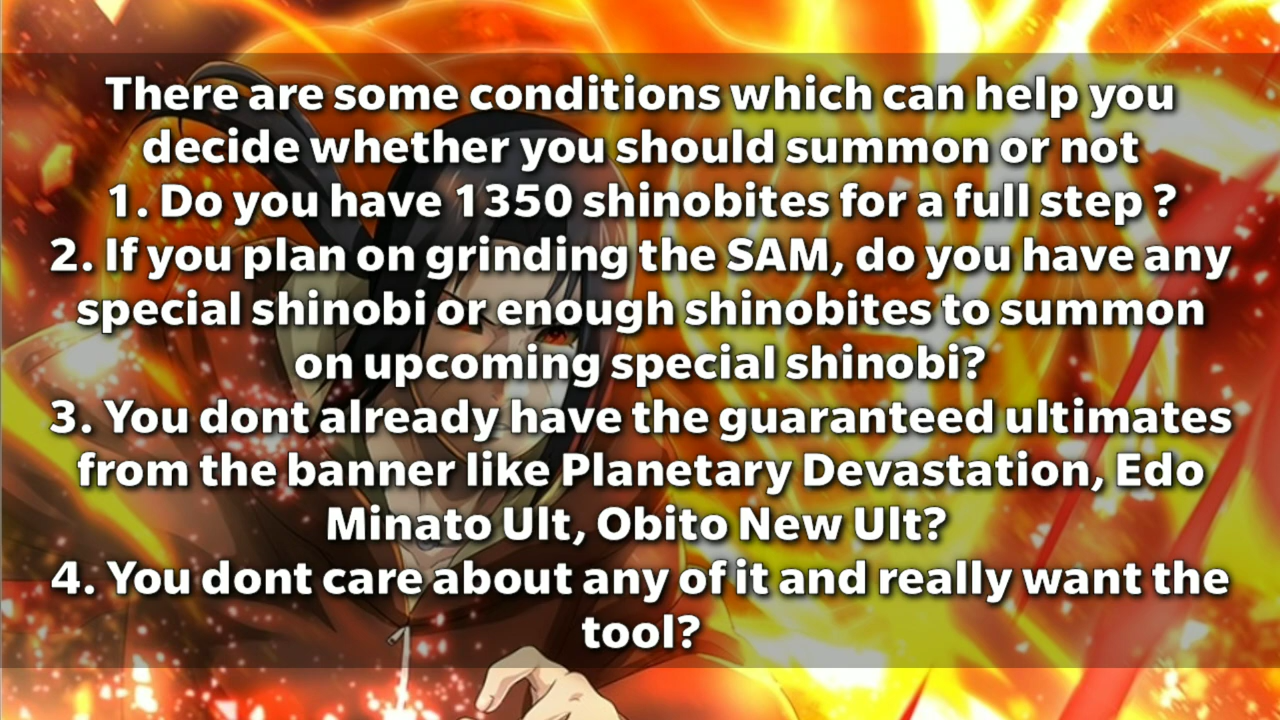 There are some conditions which can help you
decide whether you should summon or not
1. Do you have 1350 shinobites for a full step ?
2. If you plan on grinding the SAM, do you have any
special shinobi or enough shinobites to summon
on upcoming special shinobi?
3. You dont already have the guaranteed ultimates
from the banner like Planetary Devastation, Edo
Minato Ult, Obito New Ult?
4. You dont care about any of it and really want the
tool?